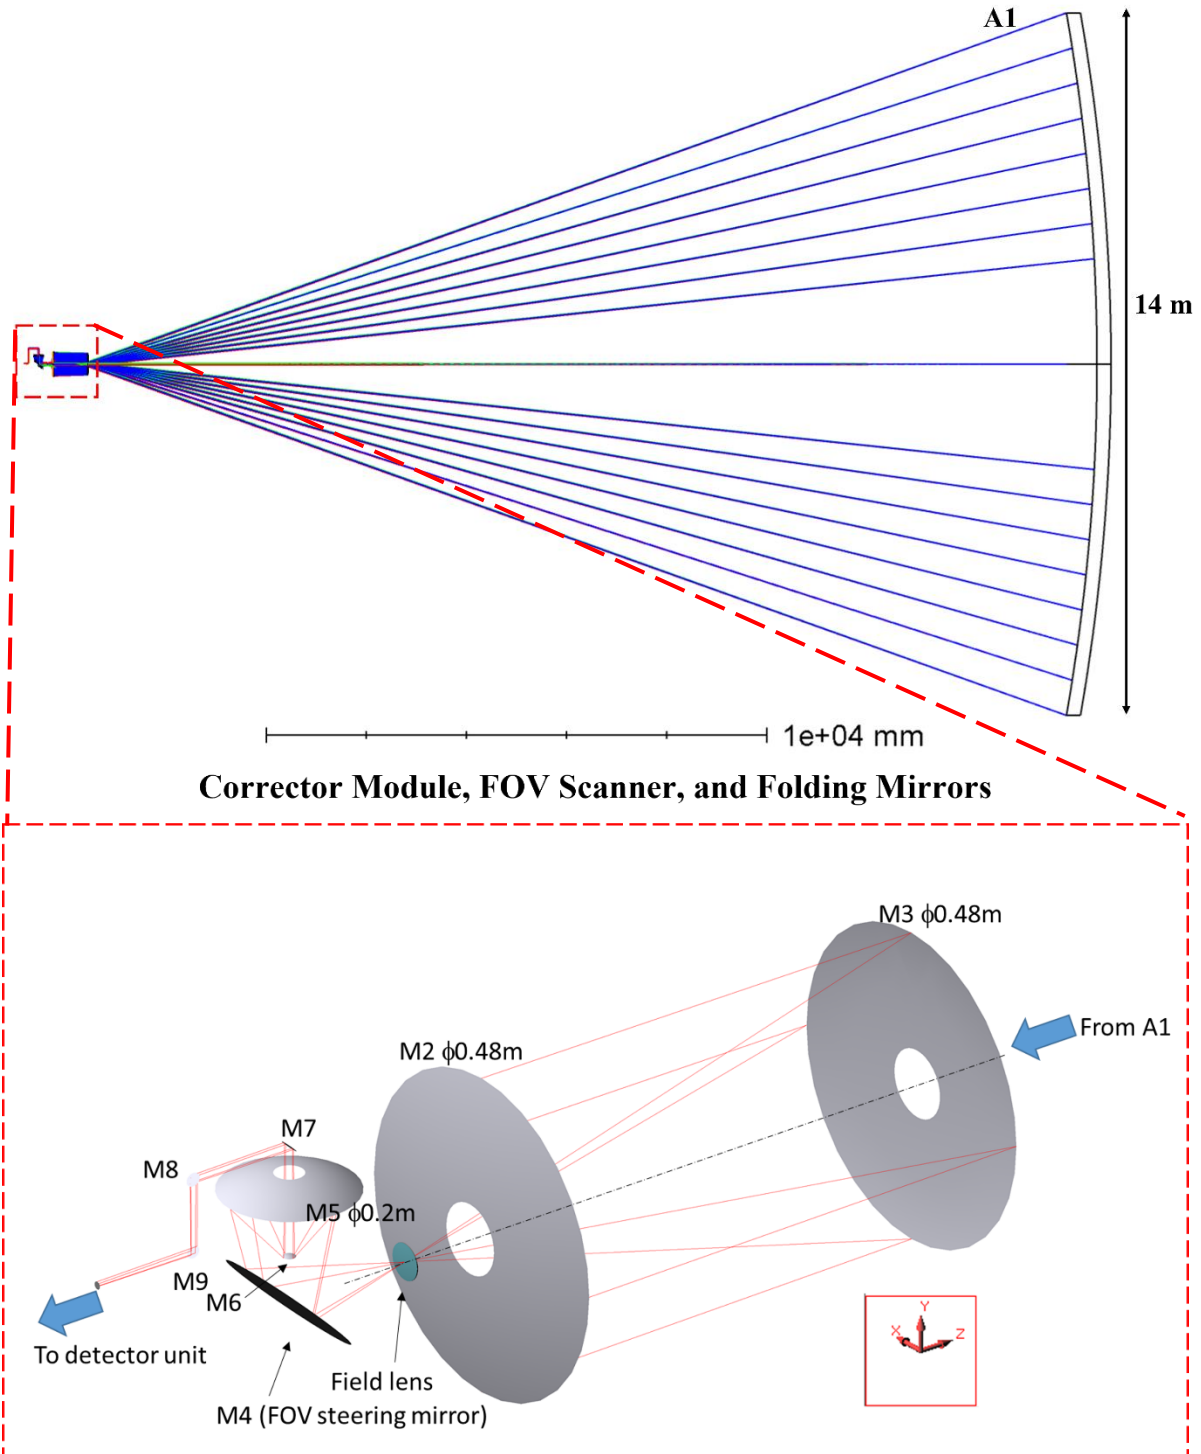 A1
14 m
1e+04 mm
Corrector Module, FOV Scanner, and Folding Mirrors
M3 ϕ0.48m
From A1
M2 ϕ0.48m
M7
M8
M5 ϕ0.2m
M9
M6
To detector unit
Field lens
M4 (FOV steering mirror)
Y
X
Z